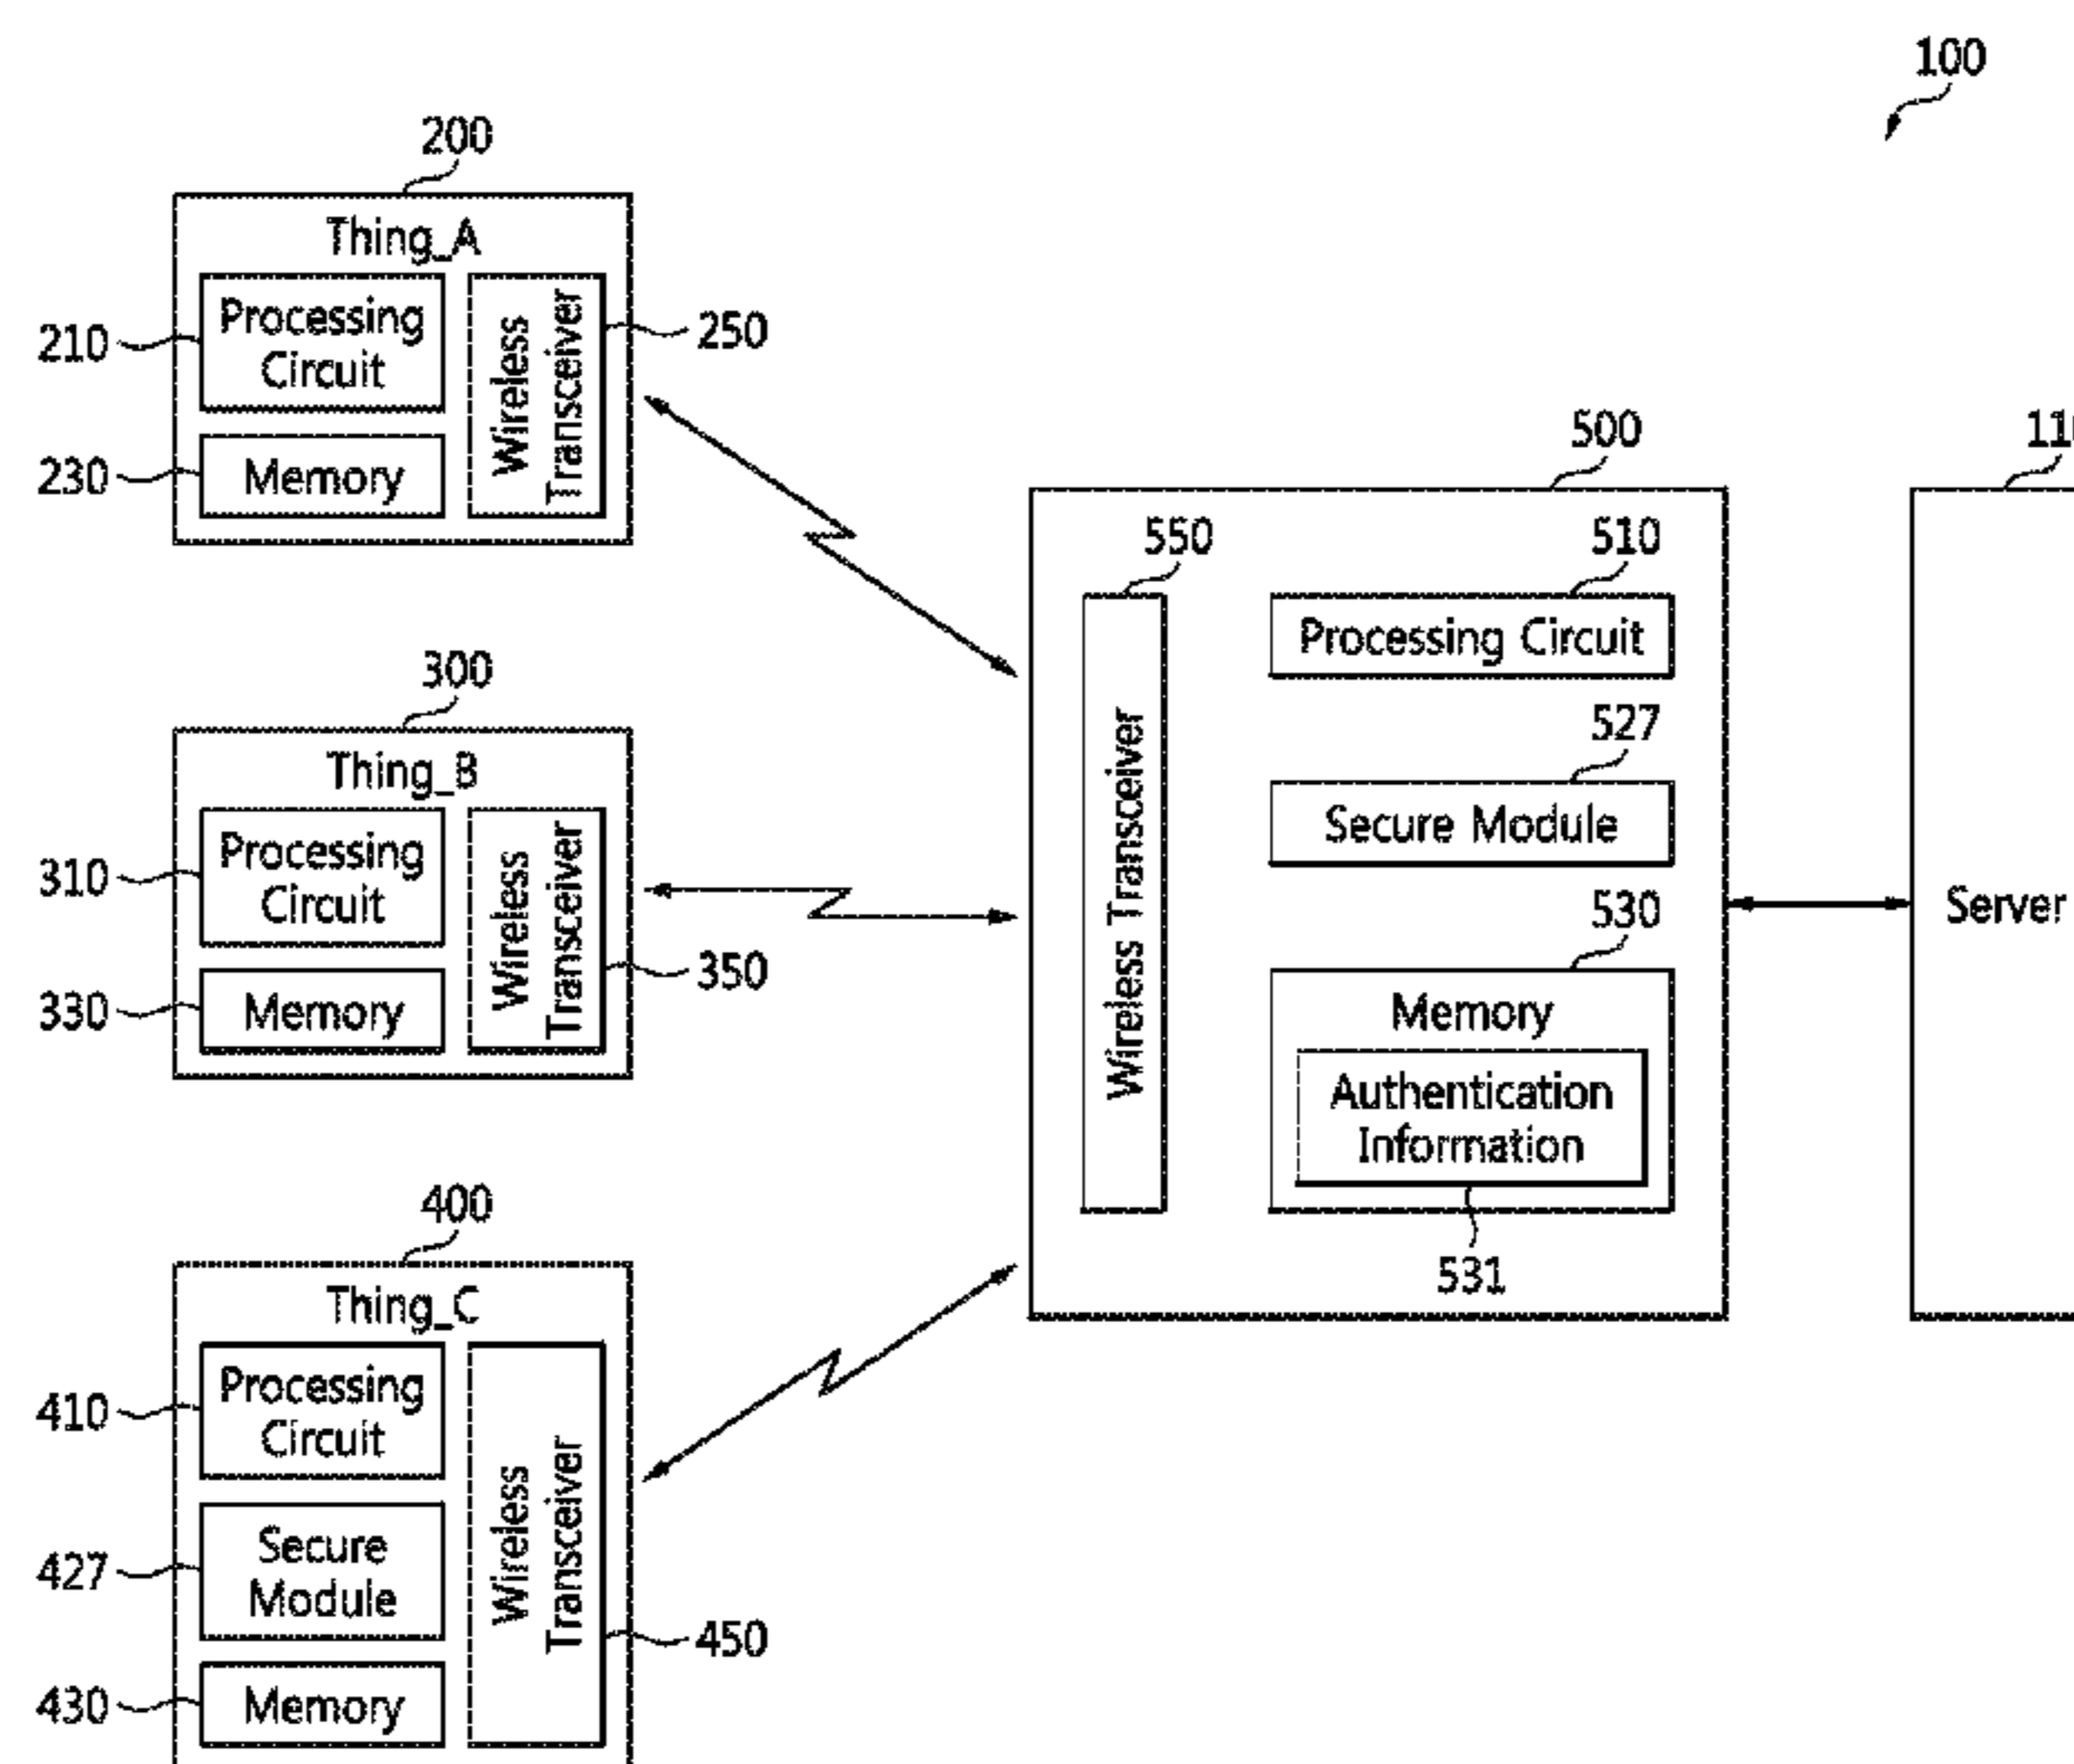 100
200
Thing_A
210
Processing
Circuit
Wireless
Transceiver
250
230
Memory
300
Thing_B
310
Processing
Circuit
Wireless
Transceiver
350
330
Memory
400
Thing_C
410
Processing
Circuit
427
Secure
Module
Wireless
Transceiver
450
430
Memory
500
550
Wireless Transceiver
510
Processing Circuit
527
Secure Module
530
Memory
Authentication
Information
531
Server